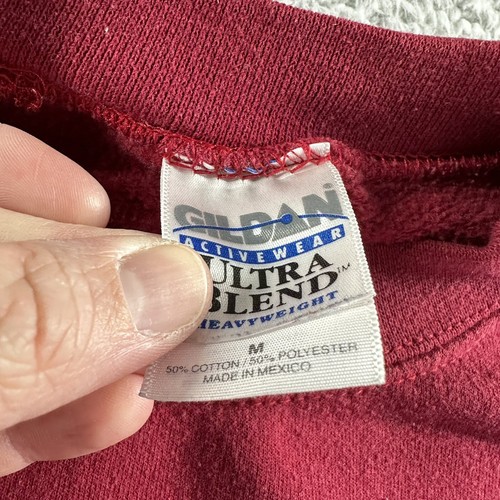 GILDAN
ACTIVEWEAR
ULTRA
BLEND™
HEAVYWEIGHT
M
50% COTTON / 50% POLYESTER
MADE IN MEXICO